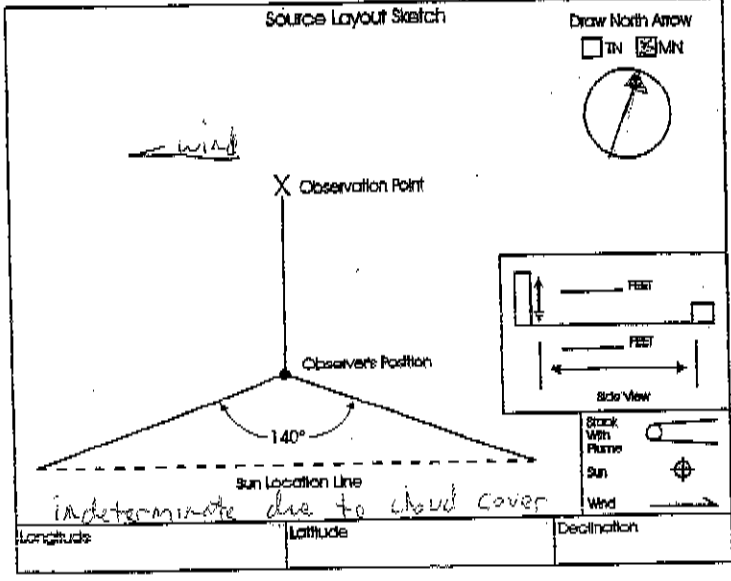 Source Layout Sketch
Draw North Arrow
TN MN
wind
X Observation Point
FEET
Observer's Position
FEET
Side View
140°
Stack
With
Plume
Sun
Sun Location Line
Wind
indeterminate due to cloud cover
Longitude Latitude Declination